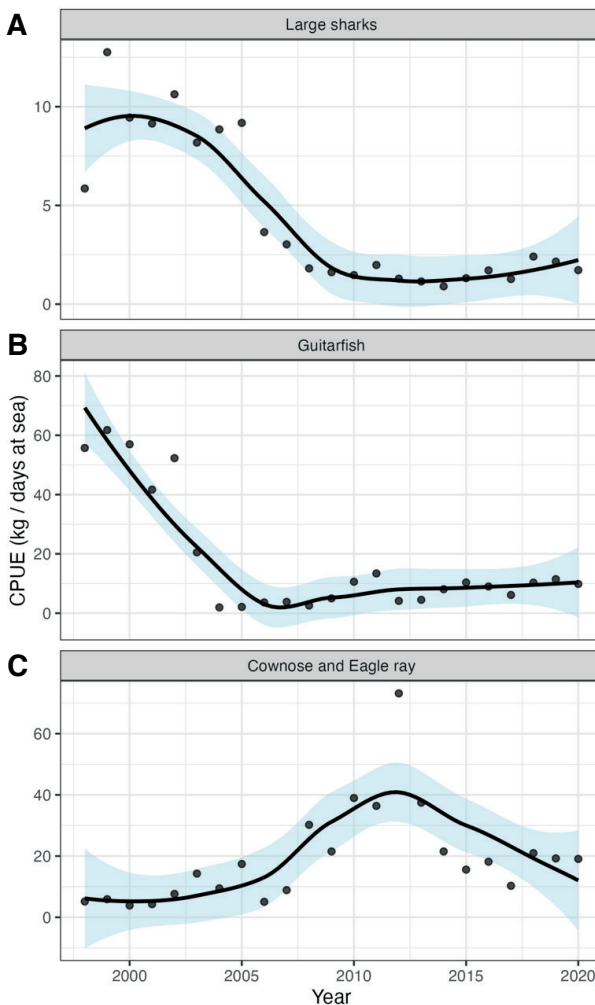 A
Large sharks
10
5
0
B
Guitarfish
80
60
40
20
0
CPUE (kg / days at sea)
C
Cownose and Eagle ray
60
40
20
0
2000 2005 2010 2015 2020
Year